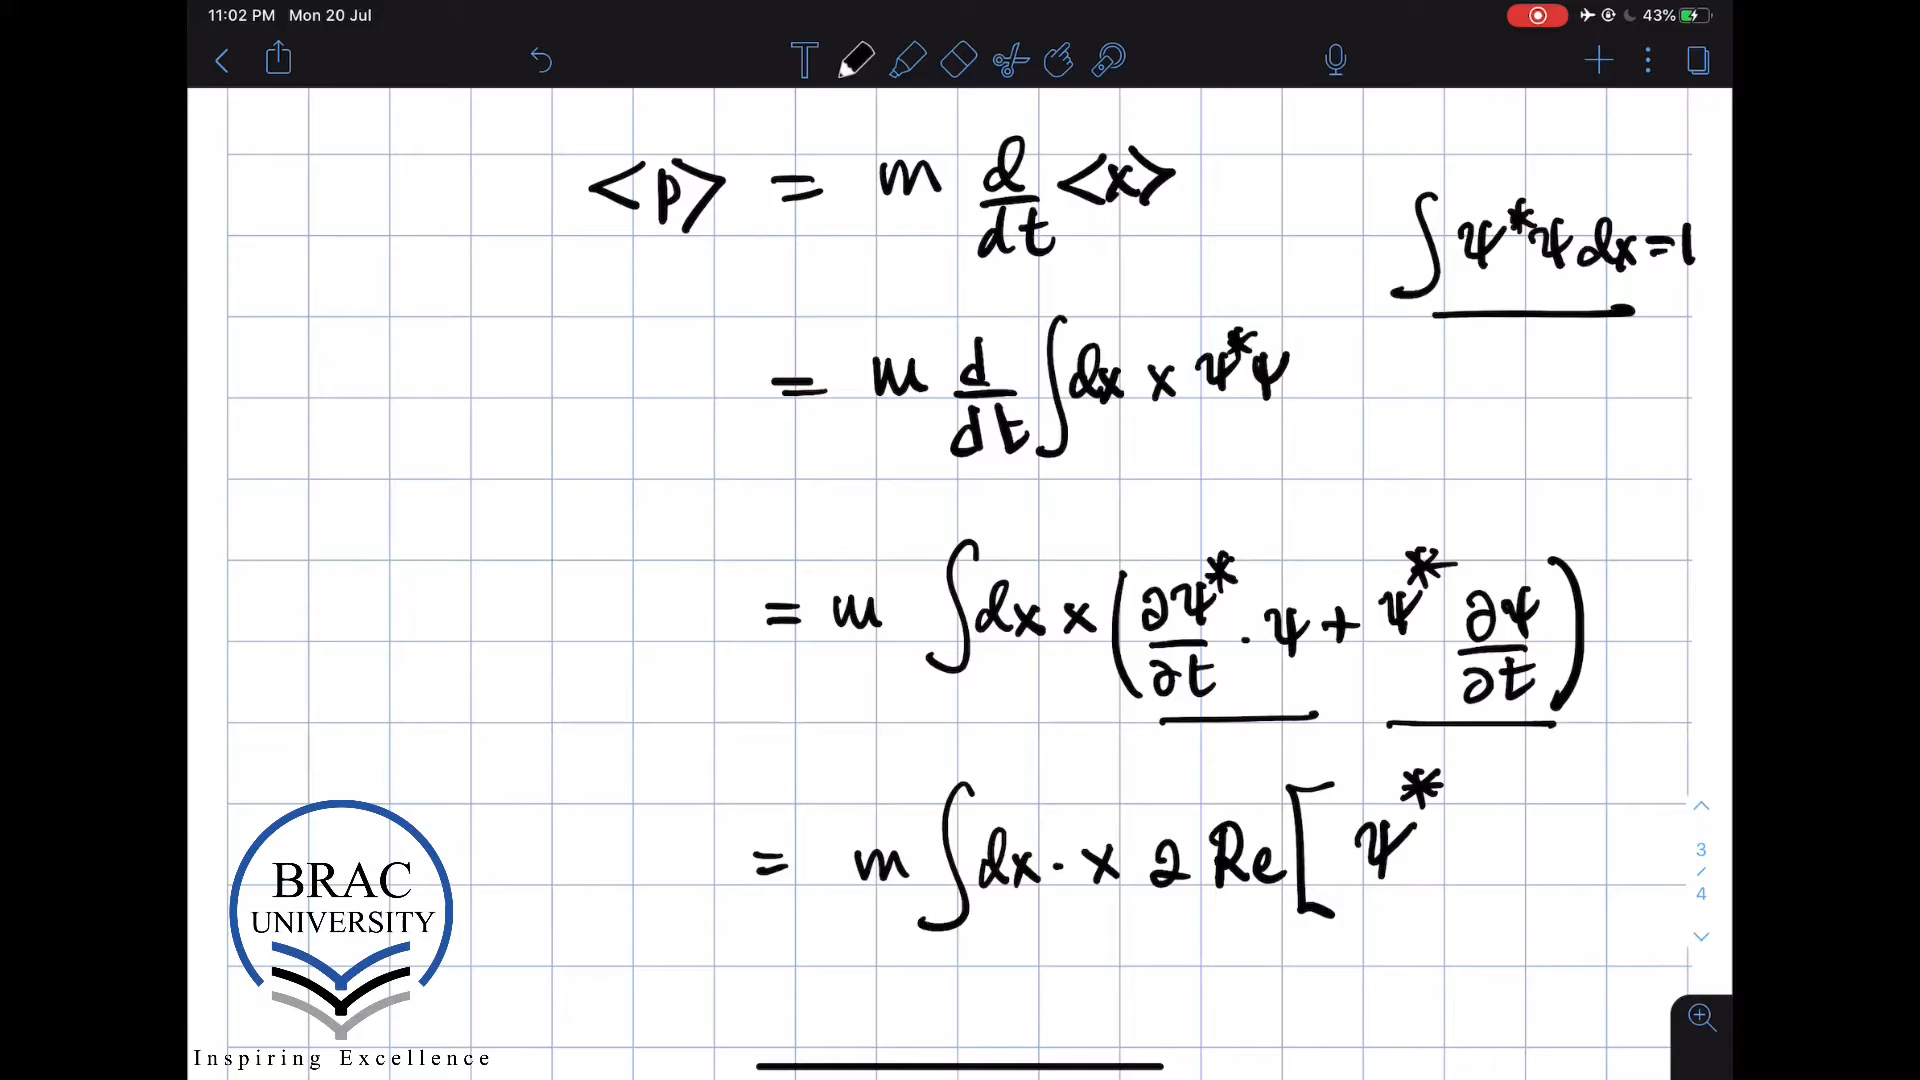 11:02 PM Mon 20 Jul
43%
<p> = m d/dt <x>
∫ψ*ψ dx = 1
= m d/dt ∫dx x ψ*ψ
= m ∫dx x (∂ψ*/∂t · ψ + ψ* ∂ψ/∂t)
= m ∫dx · x 2 Re[ ψ*
3
/
4
BRAC
UNIVERSITY
Inspiring Excellence